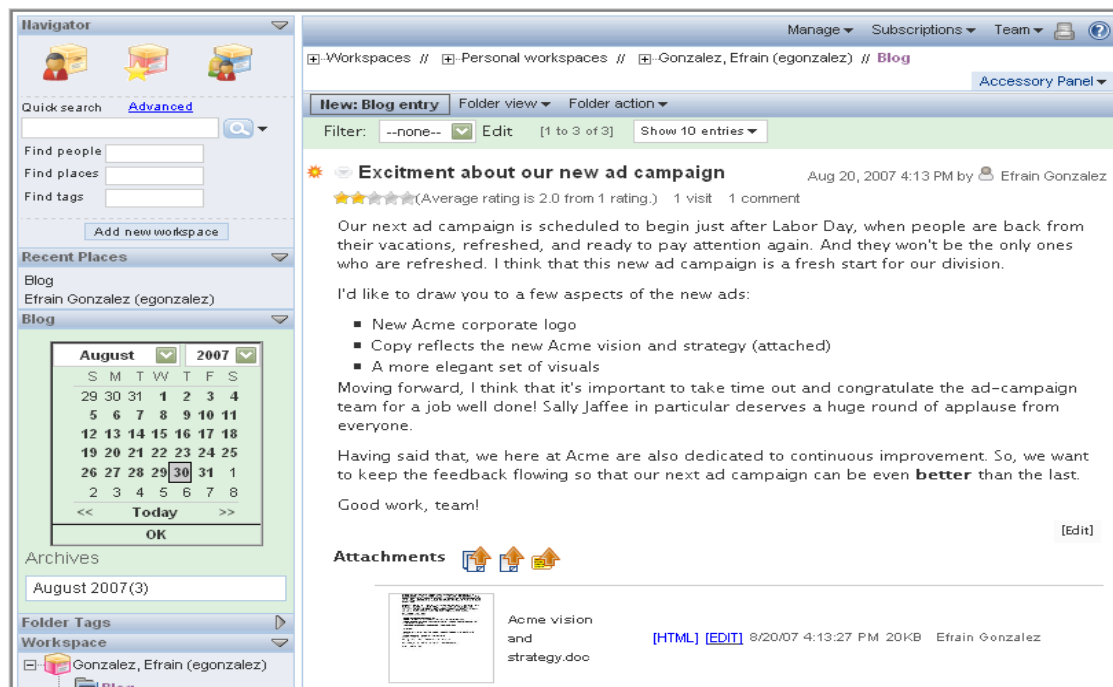 Navigator
Quick search Advanced
Find people
Find places
Find tags
Add new workspace
Recent Places
Blog
Efrain Gonzalez (egonzalez)
Blog
August 2007
S M T W T F S
29 30 31 1 2 3 4
5 6 7 8 9 10 11
12 13 14 15 16 17 18
19 20 21 22 23 24 25
26 27 28 29 30 31 1
2 3 4 5 6 7 8
<< Today >>
OK
Archives
August 2007(3)
Folder Tags
Workspace
Gonzalez, Efrain (egonzalez)
Blog
Manage Subscriptions Team ?
Workspaces // Personal workspaces // Gonzalez, Efrain (egonzalez) // Blog
Accessory Panel
New: Blog entry Folder view Folder action
Filter: --none-- Edit [1 to 3 of 3] Show 10 entries
Excitment about our new ad campaign Aug 20, 2007 4:13 PM by Efrain Gonzalez
(Average rating is 2.0 from 1 rating.) 1 visit 1 comment
Our next ad campaign is scheduled to begin just after Labor Day, when people are back from
their vacations, refreshed, and ready to pay attention again. And they won't be the only ones
who are refreshed. I think that this new ad campaign is a fresh start for our division.
I'd like to draw you to a few aspects of the new ads:
New Acme corporate logo
Copy reflects the new Acme vision and strategy (attached)
A more elegant set of visuals
Moving forward, I think that it's important to take time out and congratulate the ad-campaign
team for a job well done! Sally Jaffee in particular deserves a huge round of applause from
everyone.
Having said that, we here at Acme are also dedicated to continuous improvement. So, we want
to keep the feedback flowing so that our next ad campaign can be even better than the last.
Good work, team!
[Edit]
Attachments
Acme vision
and
strategy.doc
[HTML] [EDIT] 8/20/07 4:13:27 PM 20KB Efrain Gonzalez